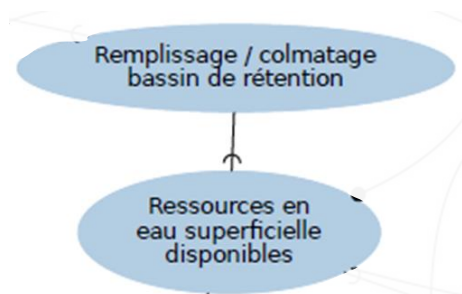 Remplissage / colmatage
bassin de rétention
Ressources en
eau superficielle
disponibles